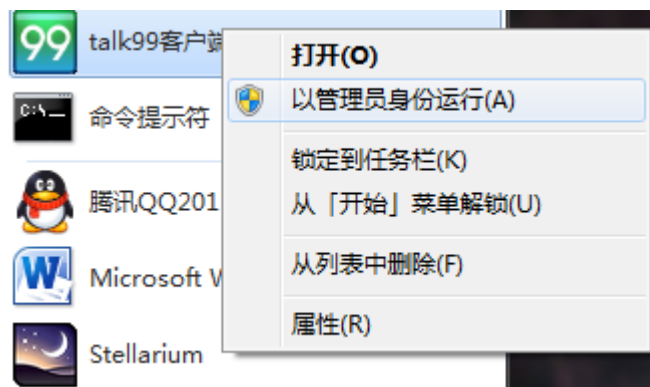 99
talk99客户端
打开(O)
以管理员身份运行(A)
C:\_
命令提示符
锁定到任务栏(K)
腾讯QQ201
从「开始」菜单解锁(U)
W
Microsoft W
从列表中删除(F)
属性(R)
Stellarium